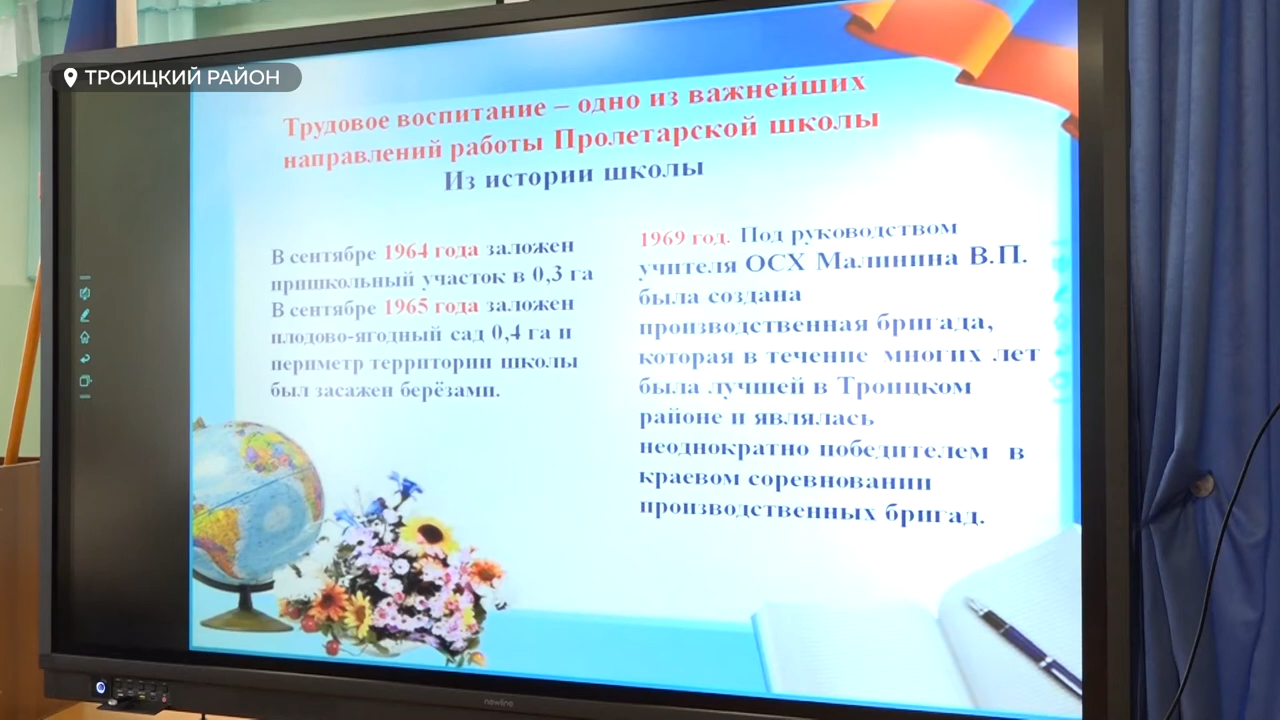 ТРОИЦКИЙ РАЙОН
Трудовое воспитание – одно из важнейших
направлений работы Пролетарской школы
Из истории школы
В сентябре 1964 года заложен
пришкольный участок в 0,3 га
В сентябре 1965 года заложен
плодово-ягодный сад 0,4 га и
периметр территории школы
был засажен берёзами.
1969 год. Под руководством
учителя ОСХ Малинина В.П.
была создана
производственная бригада,
которая в течение многих лет
была лучшей в Троицком
районе и являлась
неоднократно победителем в
краевом соревновании
производственных бригад.
newline